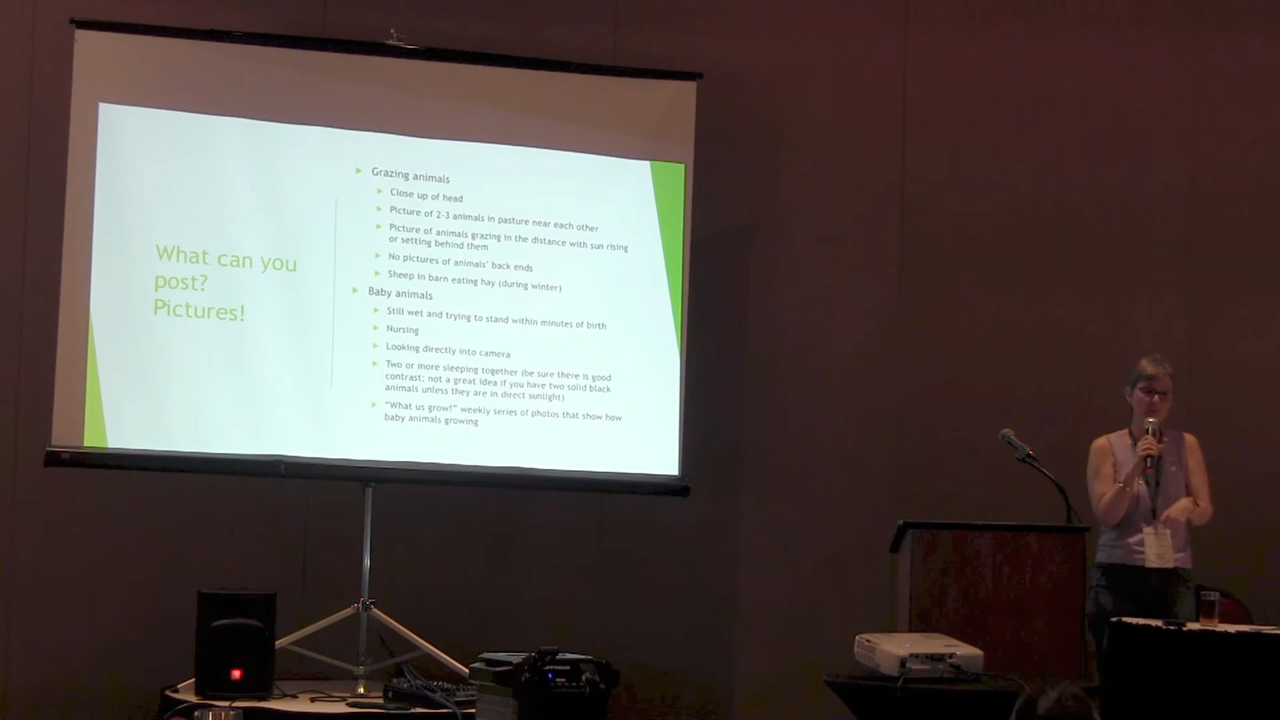 What can you
post?
Pictures!
Grazing animals
Close up of head
Picture of 2-3 animals in pasture near each other
Picture of animals grazing in the distance with sun rising
or setting behind them
No pictures of animals' back ends
Sheep in barn eating hay (during winter)
Baby animals
Still wet and trying to stand within minutes of birth
Nursing
Looking directly into camera
Two or more sleeping together (be sure there is good
contrast; not a great idea if you have two solid black
animals unless they are in direct sunlight)
"What us grow!" weekly series of photos that show how
baby animals growing